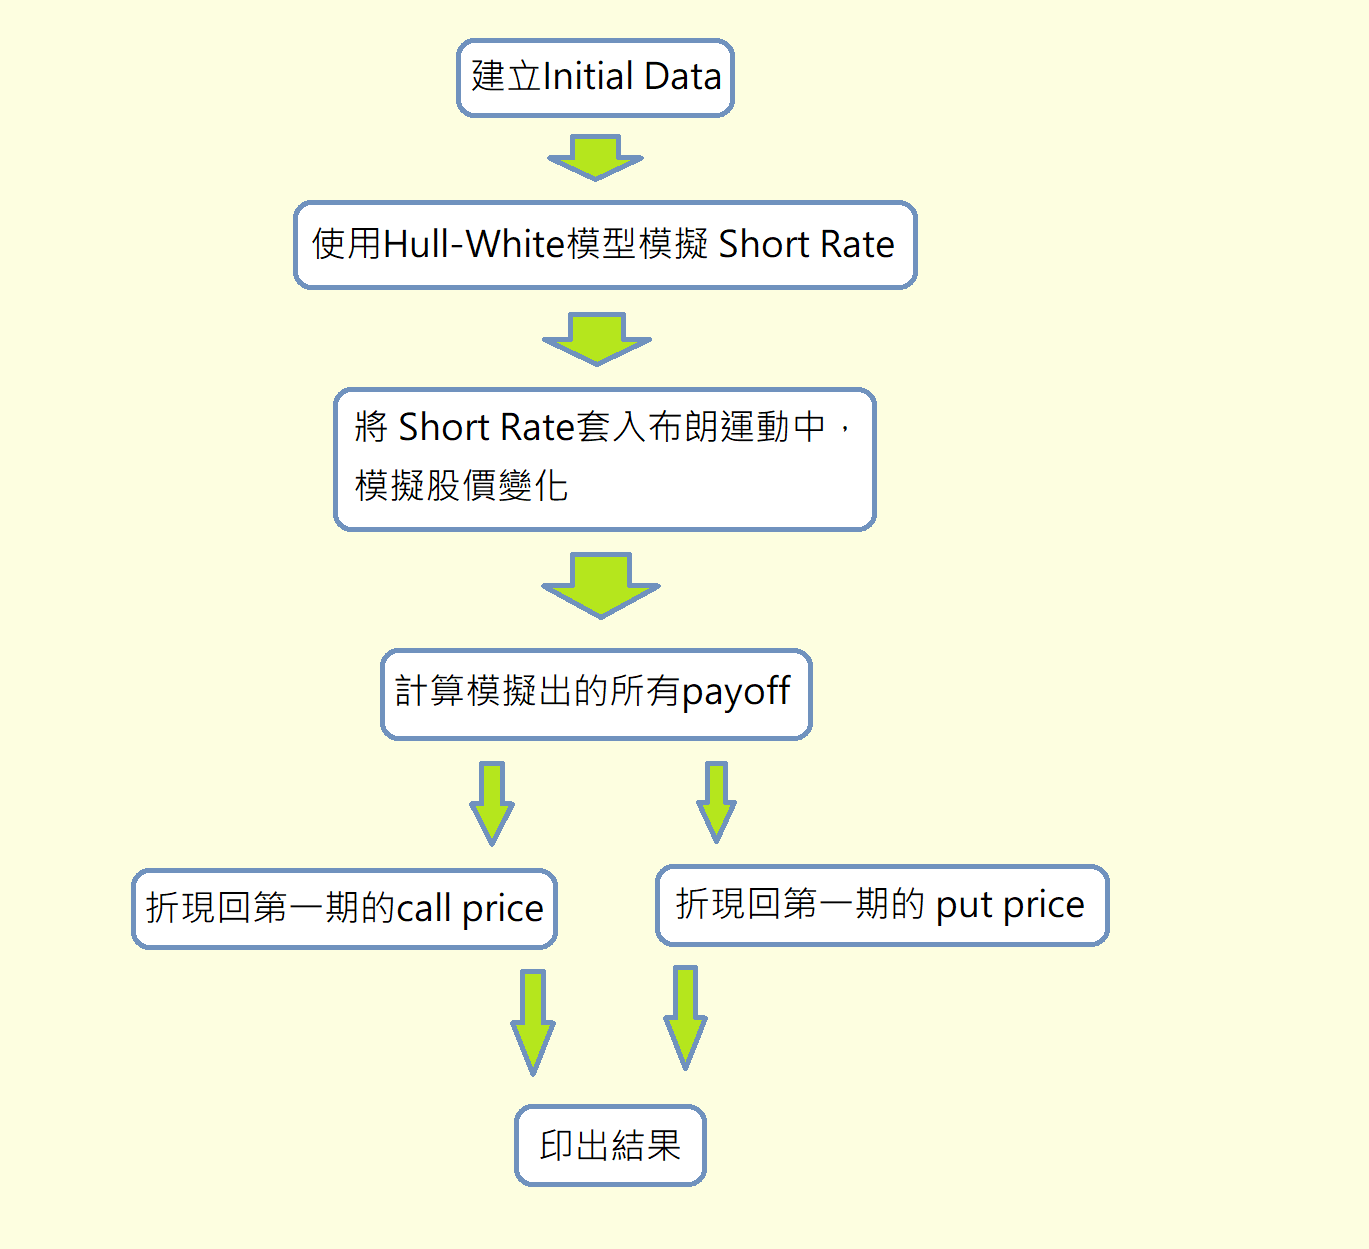 建立Initial Data
使用Hull-White模型模擬 Short Rate
將 Short Rate套入布朗運動中，
模擬股價變化
計算模擬出的所有payoff
折現回第一期的call price
折現回第一期的 put price
印出結果